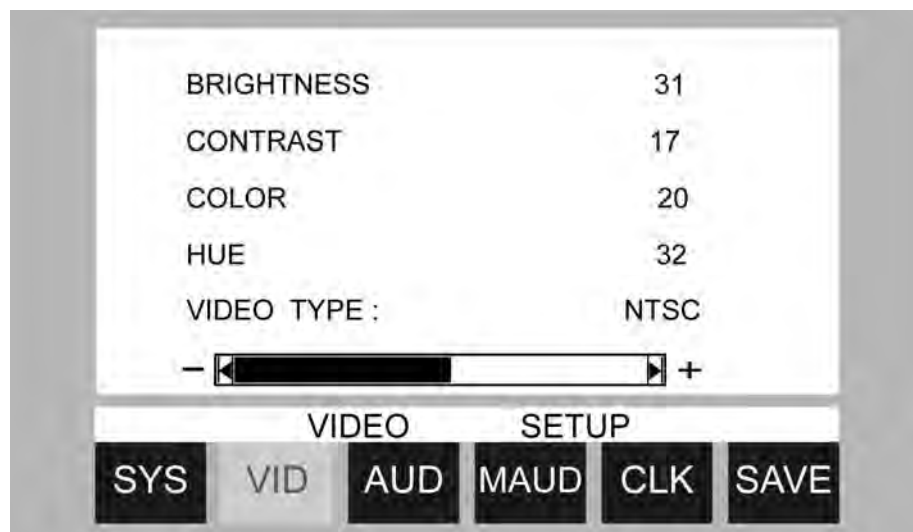 BRIGHTNESS 31
CONTRAST 17
COLOR 20
HUE 32
VIDEO TYPE : NTSC
− +
VIDEO SETUP
SYS VID AUD MAUD CLK SAVE